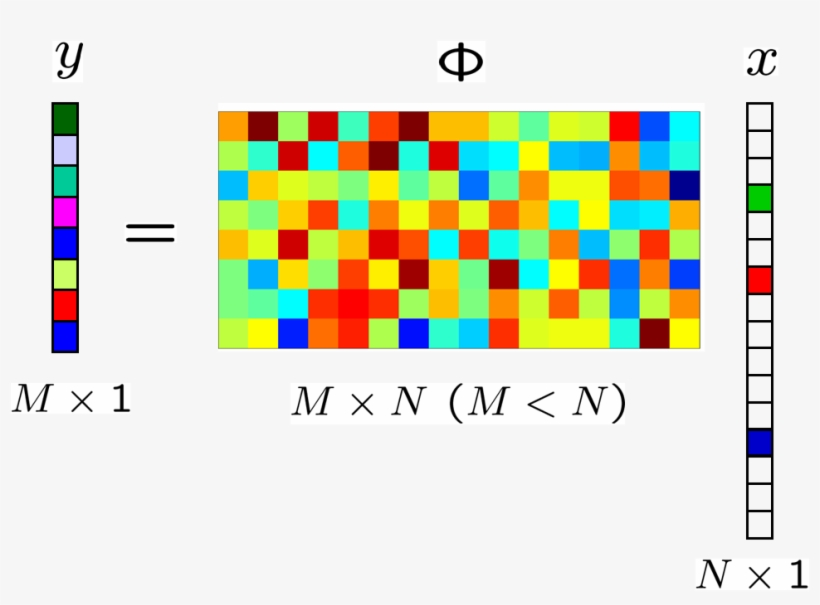 y Φ x
=
M × 1
M × N (M < N)
N × 1